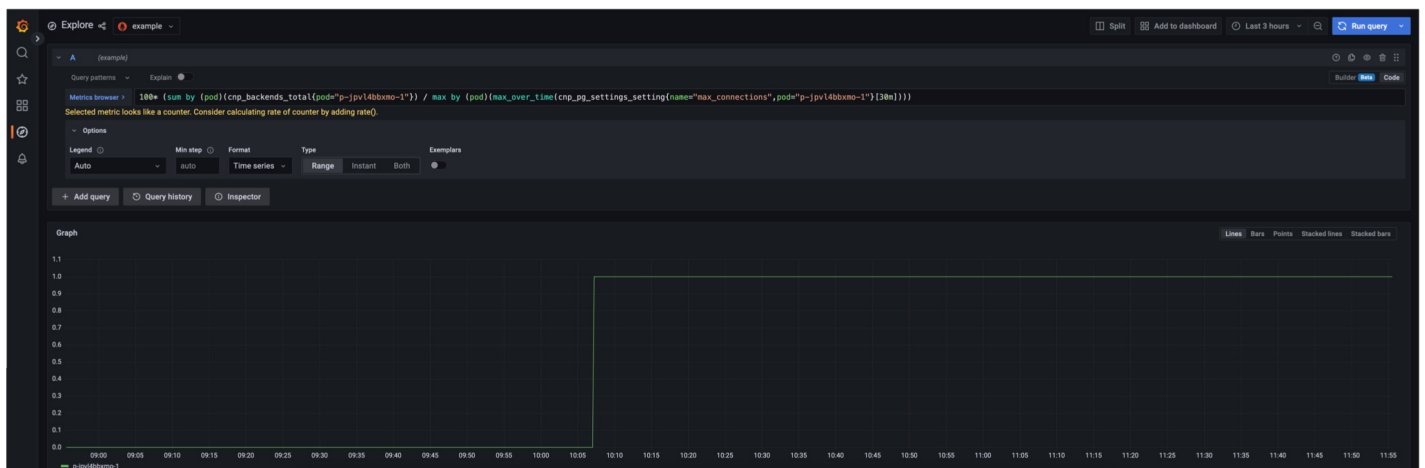 Explore example Split Add to dashboard Last 3 hours Run query
A (example)
Query patterns Explain Builder Beta Code
Metrics browser > 100* (sum by (pod)(cnp_backends_total{pod="p-jpvl4bbxmo-1"}) / max by (pod)(max_over_time(cnp_pg_settings_setting{name="max_connections",pod="p-jpvl4bbxmo-1"}[30m])))
Selected metric looks like a counter. Consider calculating rate of counter by adding rate().
Options
Legend Min step Format Type Exemplars
Auto auto Time series Range Instant Both
+ Add query Query history Inspector
Graph Lines Bars Points Stacked lines Stacked bars
1.1
1.0
0.9
0.8
0.7
0.6
0.5
0.4
0.3
0.2
0.1
0.0
09:00 09:05 09:10 09:15 09:20 09:25 09:30 09:35 09:40 09:45 09:50 09:55 10:00 10:05 10:10 10:15 10:20 10:25 10:30 10:35 10:40 10:45 10:50 10:55 11:00 11:05 11:10 11:15 11:20 11:25 11:30 11:35 11:40 11:45 11:50 11:55
p-jpvl4bbxmo-1